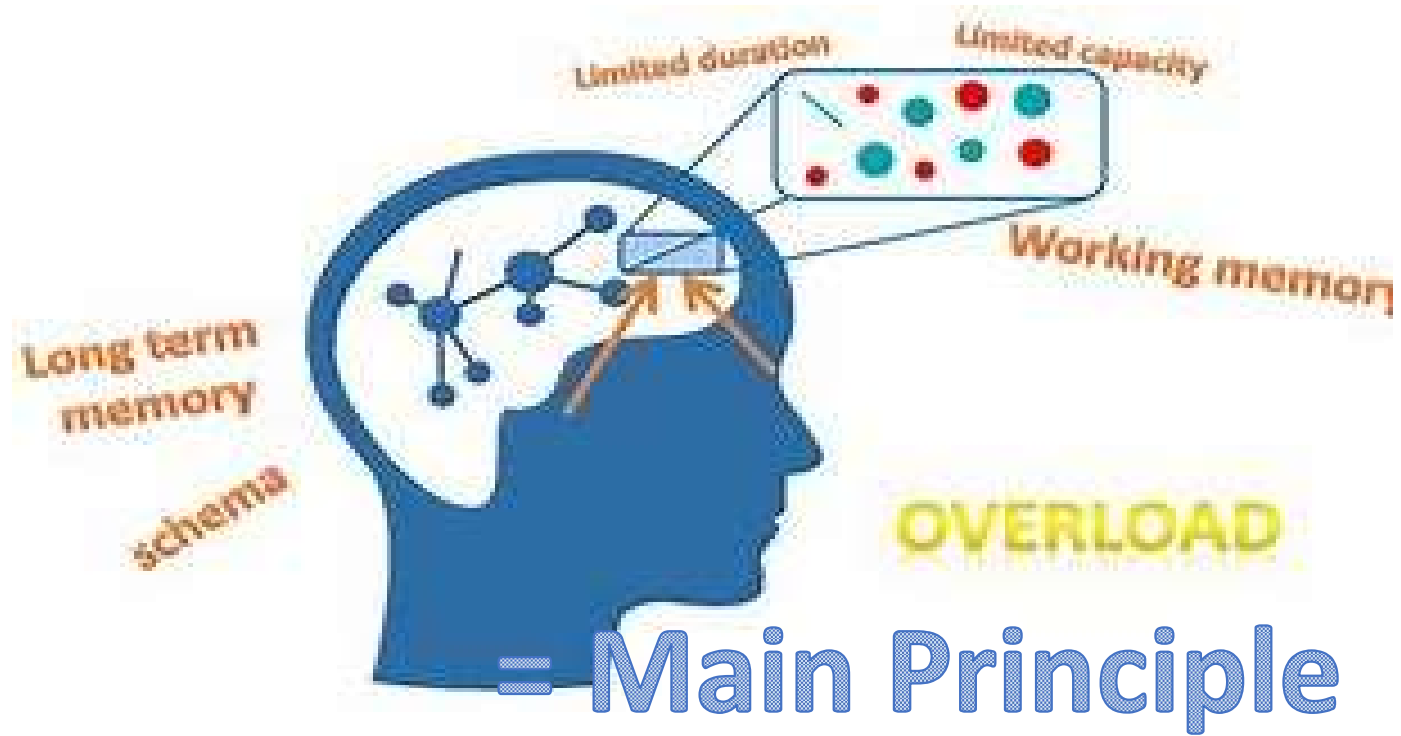 Limited duration
Limited capacity
Working memory
Long term
memory
schema
OVERLOAD
= Main Principle